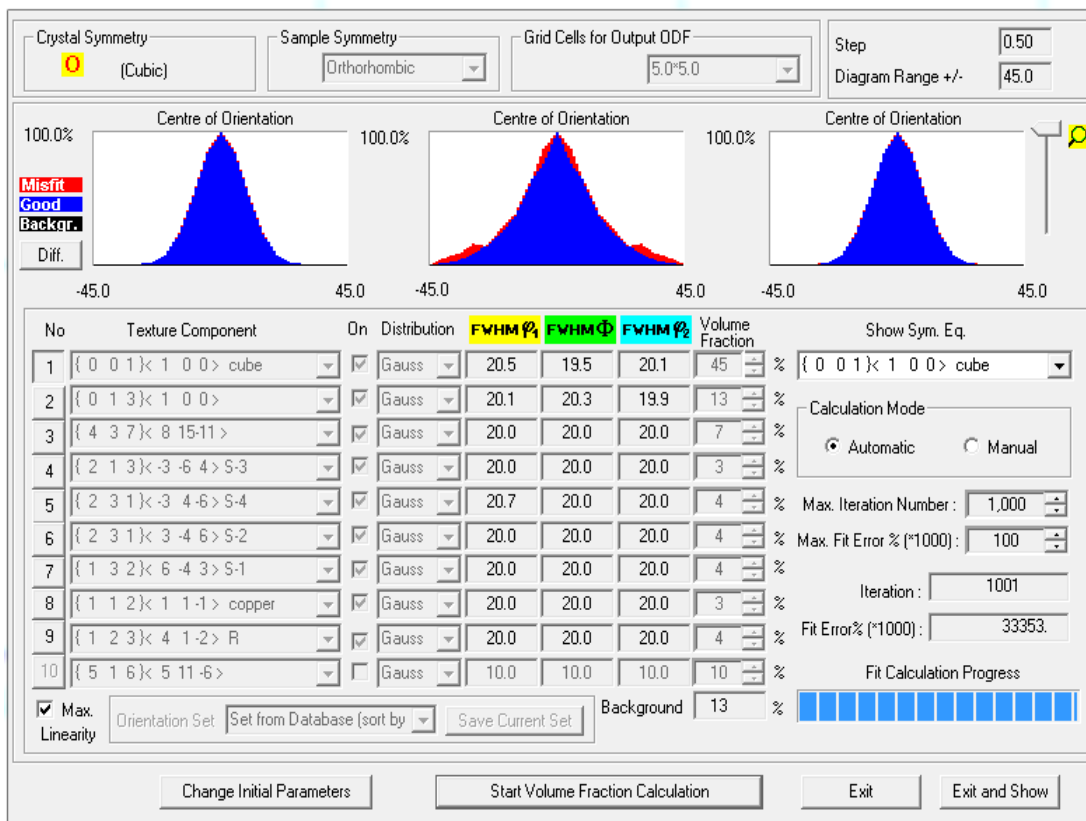 Crystal Symmetry
O (Cubic)
Sample Symmetry
Orthorhombic
Grid Cells for Output ODF
5.0*5.0
Step 0.50
Diagram Range +/- 45.0
100.0% Centre of Orientation
100.0% Centre of Orientation
100.0% Centre of Orientation
Misfit
Good
Backgr.
Diff.
-45.0 45.0 -45.0 45.0 -45.0 45.0
No Texture Component On Distribution FWHM φ1 FWHM Φ FWHM φ2 Volume Fraction
1 { 0 0 1}< 1 0 0> cube Gauss 20.5 19.5 20.1 45 %
2 { 0 1 3}< 1 0 0> Gauss 20.1 20.3 19.9 13 %
3 { 4 3 7}< 8 15-11 > Gauss 20.0 20.0 20.0 7 %
4 { 2 1 3}< -3 -6 4> S-3 Gauss 20.0 20.0 20.0 3 %
5 { 2 3 1}< -3 4 -6> S-4 Gauss 20.7 20.0 20.0 4 %
6 { 2 3 1}< 3 -4 6> S-2 Gauss 20.0 20.0 20.0 4 %
7 { 1 3 2}< 6 -4 3> S-1 Gauss 20.0 20.0 20.0 4 %
8 { 1 1 2}< 1 1 -1> copper Gauss 20.0 20.0 20.0 3 %
9 { 1 2 3}< 4 1 -2> R Gauss 20.0 20.0 20.0 4 %
10 { 5 1 6}< 5 11 -6> Gauss 10.0 10.0 10.0 10 %
Max. Linearity
Orientation Set Set from Database (sort by Save Current Set
Background 13 %
Show Sym. Eq.
{ 0 0 1}< 1 0 0> cube
Calculation Mode
Automatic Manual
Max. Iteration Number : 1,000
Max. Fit Error % (*1000) : 100
Iteration : 1001
Fit Error% (*1000) : 33353.
Fit Calculation Progress
Change Initial Parameters Start Volume Fraction Calculation Exit Exit and Show